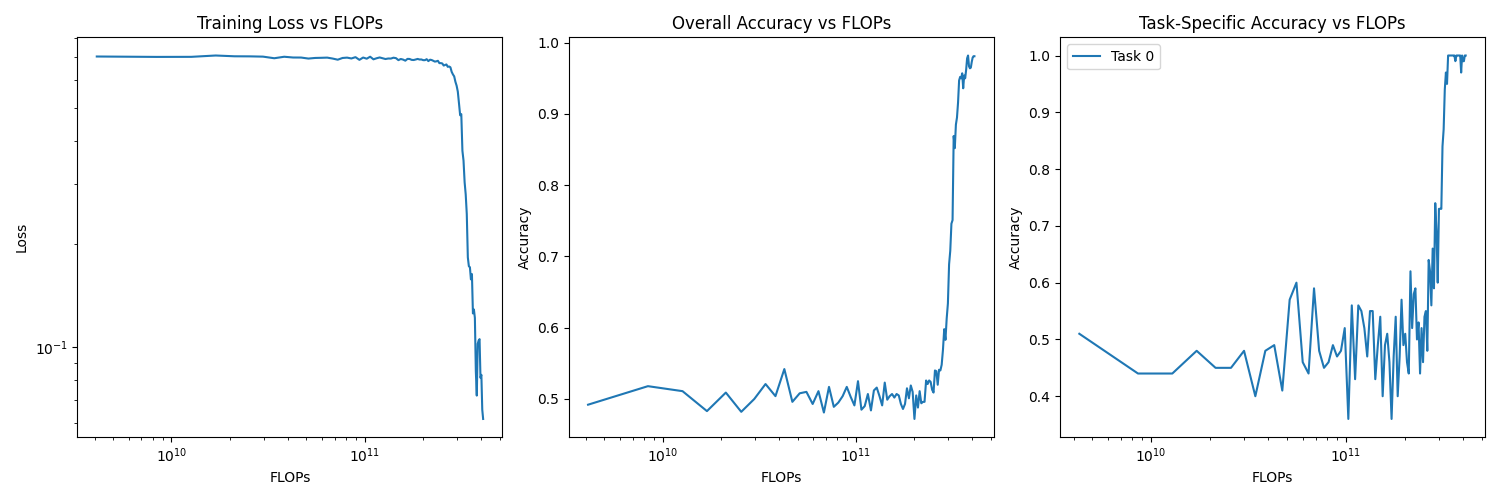 Training Loss vs FLOPs
Loss
10⁻¹
10¹⁰
10¹¹
FLOPs
Overall Accuracy vs FLOPs
Accuracy
1.0
0.9
0.8
0.7
0.6
0.5
10¹⁰
10¹¹
FLOPs
Task-Specific Accuracy vs FLOPs
Task 0
Accuracy
1.0
0.9
0.8
0.7
0.6
0.5
0.4
10¹⁰
10¹¹
FLOPs